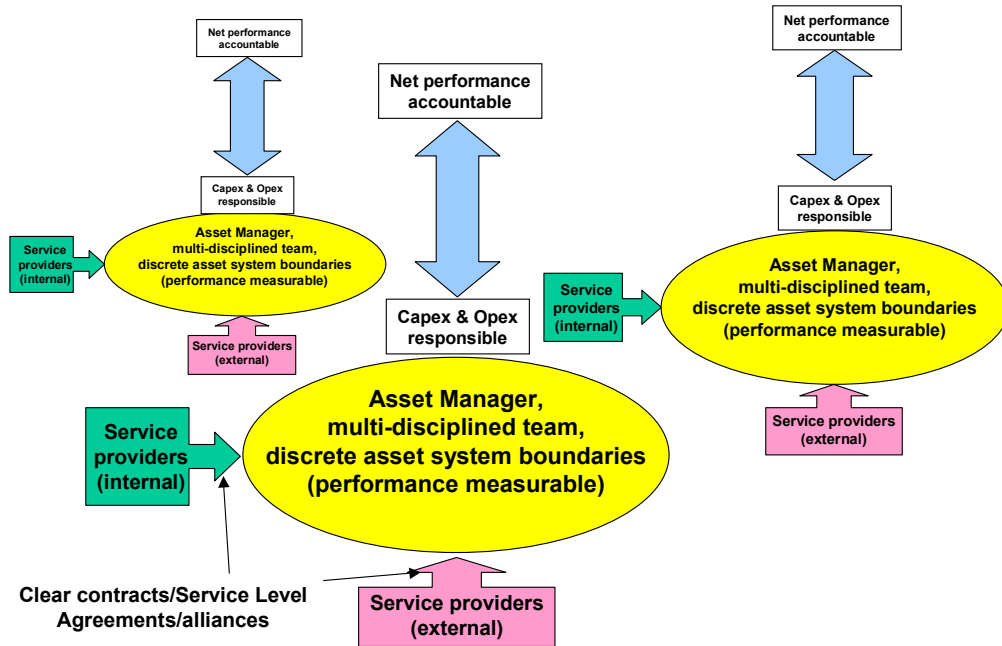 Net performance
accountable
Capex & Opex
responsible
Asset Manager,
multi-disciplined team,
discrete asset system boundaries
(performance measurable)
Service
providers
(internal)
Service providers
(external)
Net performance
accountable
Capex & Opex
responsible
Asset Manager,
multi-disciplined team,
discrete asset system boundaries
(performance measurable)
Service
providers
(internal)
Service providers
(external)
Clear contracts/Service Level
Agreements/alliances
Net performance
accountable
Capex & Opex
responsible
Asset Manager,
multi-disciplined team,
discrete asset system boundaries
(performance measurable)
Service
providers
(internal)
Service providers
(external)